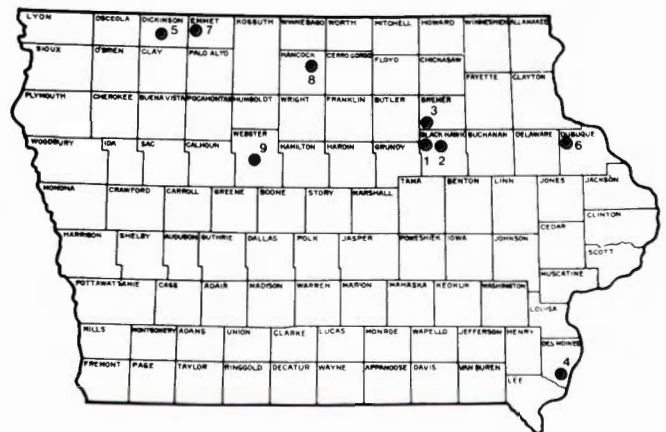 LYON OSCEOLA DICKINSON EMMET KOSSUTH WINNEBAGO WORTH MITCHELL HOWARD WINNESHIEK ALLAMAKEE
5 7
SIOUX O'BRIEN CLAY PALO ALTO HANCOCK CERRO GORDO FLOYD CHICKASAW
8
FAYETTE CLAYTON
PLYMOUTH CHEROKEE BUENA VISTA POCAHONTAS HUMBOLDT WRIGHT FRANKLIN BUTLER BREMER
3
WOODBURY IDA SAC CALHOUN WEBSTER HAMILTON HARDIN GRUNDY BLACK HAWK BUCHANAN DELAWARE DUBUQUE
9 1 2 6
MONONA CRAWFORD CARROLL GREENE BOONE STORY MARSHALL TAMA BENTON LINN JONES JACKSON
CLINTON
CEDAR
HARRISON SHELBY AUDUBON GUTHRIE DALLAS POLK JASPER POWESHIEK IOWA JOHNSON
SCOTT
MUSCATINE
POTTAWATTAMIE CASS ADAIR MADISON WARREN MARION MAHASKA KEOKUK WASHINGTON
LOUISA
MILLS MONTGOMERY ADAMS UNION CLARKE LUCAS MONROE WAPELLO JEFFERSON HENRY
DES MOINES
4
FREMONT PAGE TAYLOR RINGGOLD DECATUR WAYNE APPANOOSE DAVIS VAN BUREN
LEE